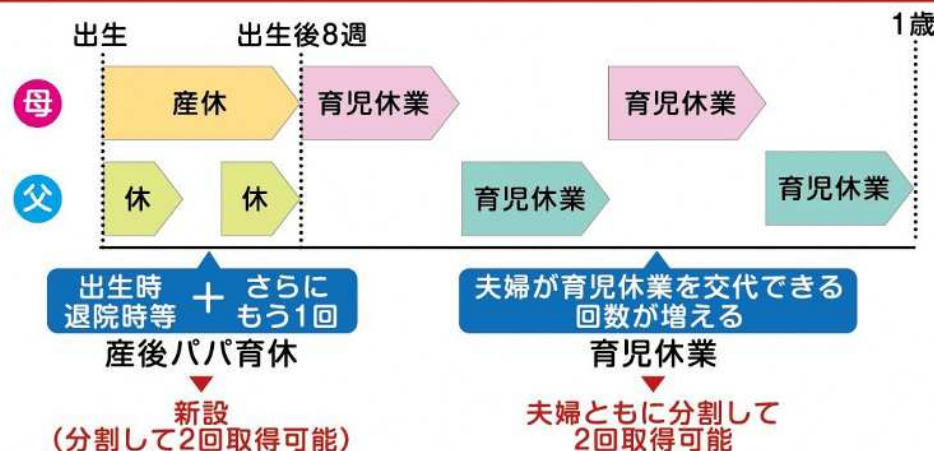 出生
出生後8週
1歳
母
産休
育児休業
育児休業
父
休
休
育児休業
育児休業
出生時
退院時等
＋
さらに
もう1回
夫婦が育児休業を交代できる
回数が増える
産後パパ育休
育児休業
新設
（分割して2回取得可能）
夫婦ともに分割して
2回取得可能